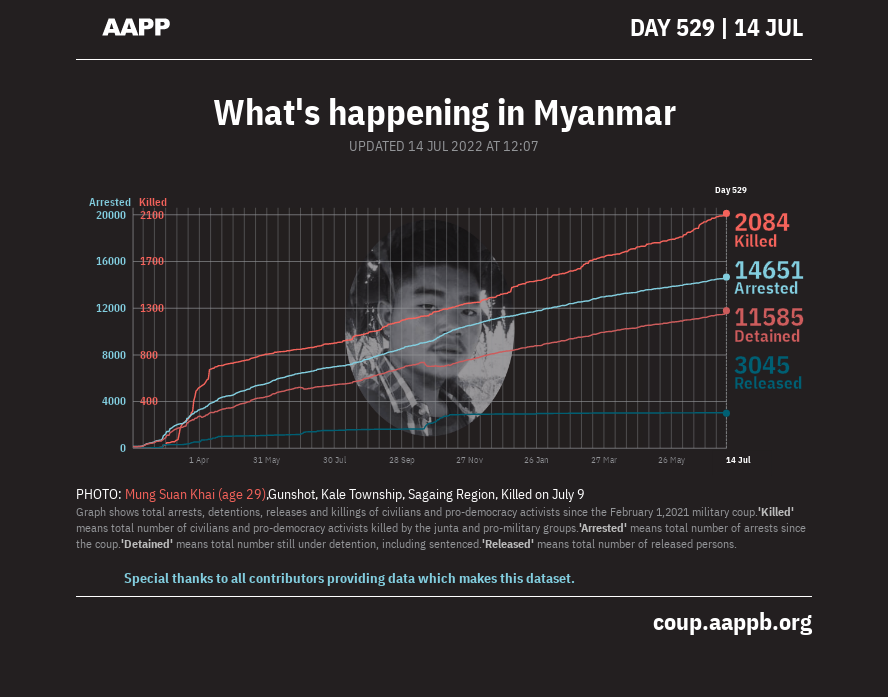 AAPP
DAY 529 | 14 JUL
What's happening in Myanmar
UPDATED 14 JUL 2022 AT 12:07
Day 529
Arrested Killed
20000 2100
16000 1700
12000 1300
8000 800
4000 400
0
2084
Killed
14651
Arrested
11585
Detained
3045
Released
1 Apr 31 May 30 Jul 28 Sep 27 Nov 26 Jan 27 Mar 26 May 14 Jul
PHOTO: Mung Suan Khai (age 29),Gunshot, Kale Township, Sagaing Region, Killed on July 9
Graph shows total arrests, detentions, releases and killings of civilians and pro-democracy activists since the February 1,2021 military coup.'Killed'
means total number of civilians and pro-democracy activists killed by the junta and pro-military groups.'Arrested' means total number of arrests since
the coup.'Detained' means total number still under detention, including sentenced.'Released' means total number of released persons.
Special thanks to all contributors providing data which makes this dataset.
coup.aappb.org